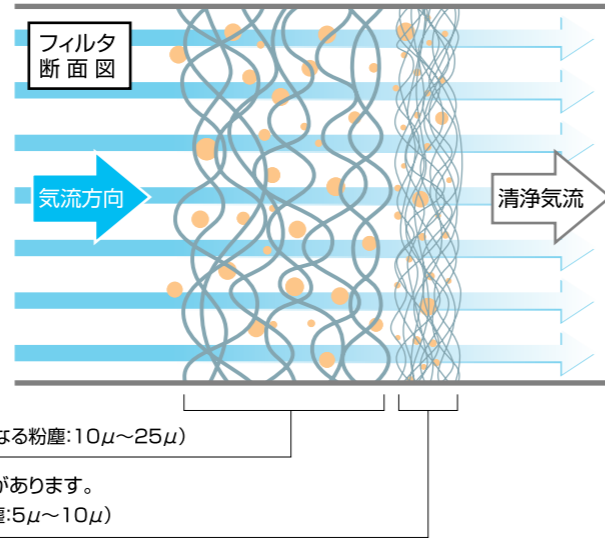 フィルタ
断面図
気流方向
清浄気流
なる粉塵:10μ〜25μ)
があります。
:5μ〜10μ)